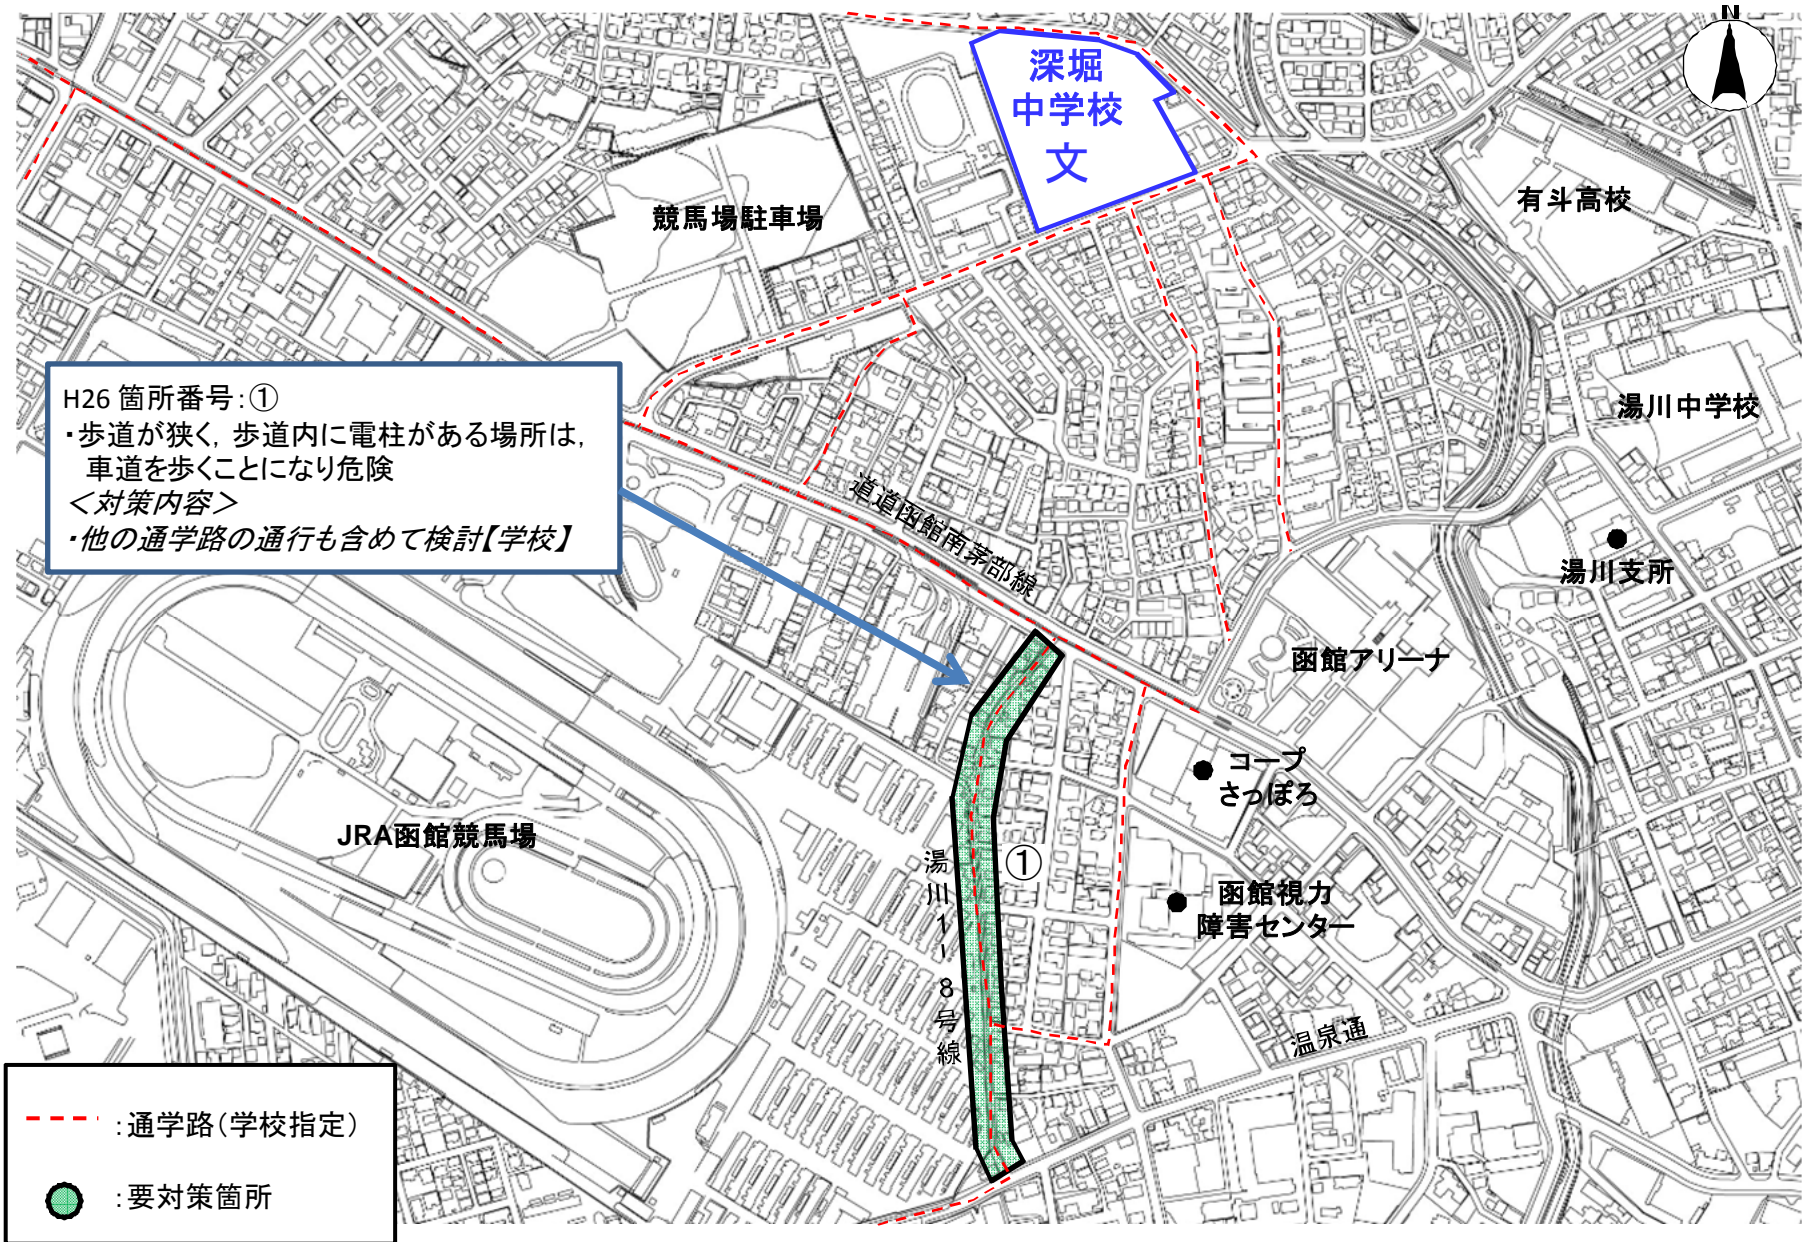 N
深堀
中学校
文
有斗高校
競馬場駐車場
湯川中学校
H26 箇所番号:①
・歩道が狭く，歩道内に電柱がある場所は，
車道を歩くことになり危険
＜対策内容＞
・他の通学路の通行も含めて検討【学校】
道道函館南茅部線
湯川支所
函館アリーナ
コープ
さっぽろ
JRA函館競馬場
湯川1-8号線
①
函館視力
障害センター
温泉通
:通学路(学校指定)
:要対策箇所